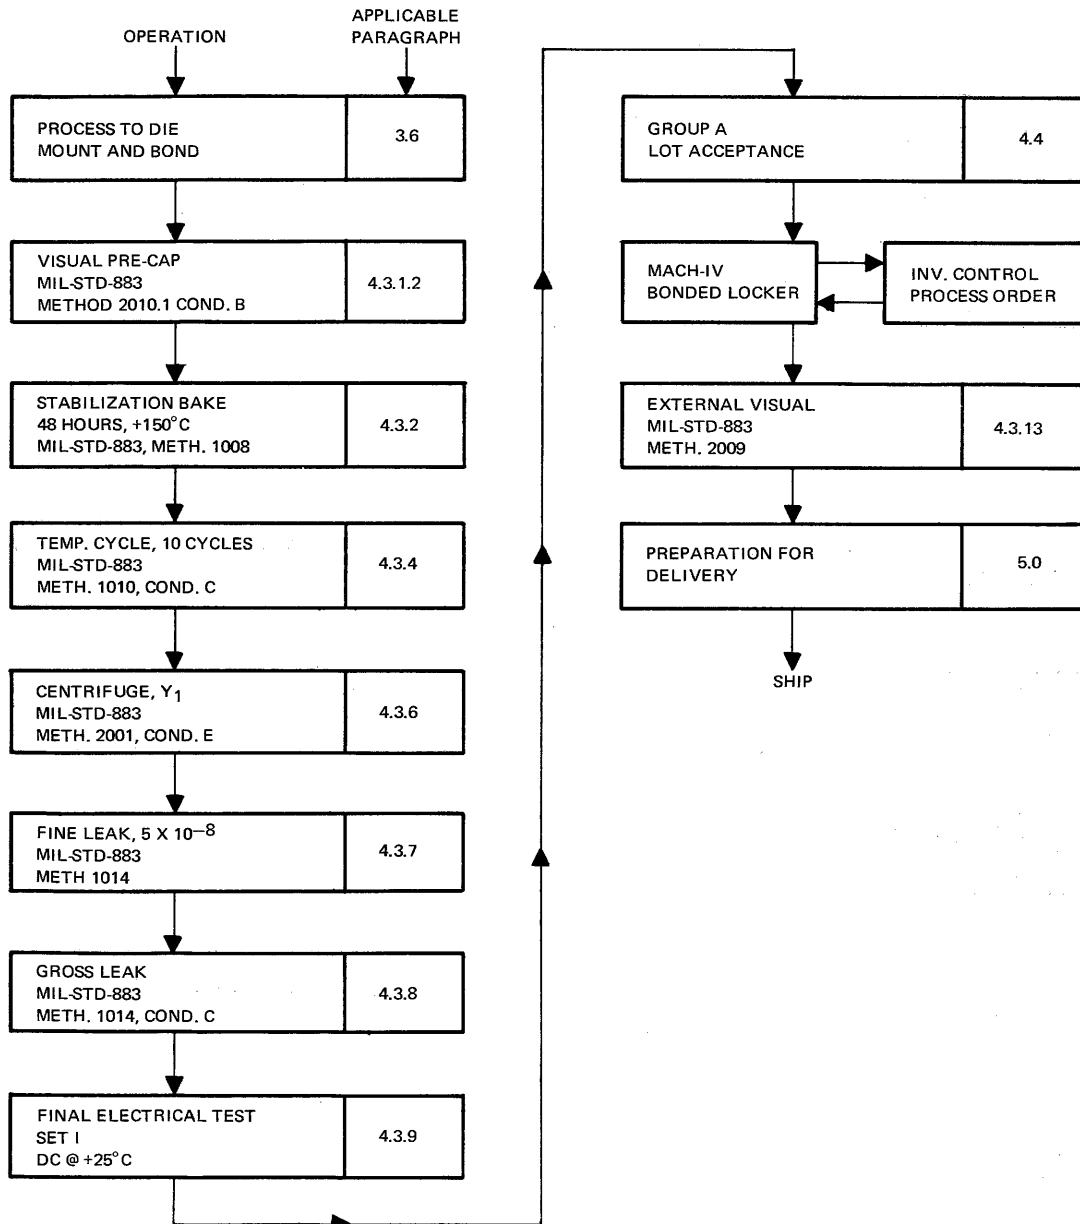 OPERATION
APPLICABLE
PARAGRAPH
PROCESS TO DIE
MOUNT AND BOND
3.6
VISUAL PRE-CAP
MIL-STD-883
METHOD 2010.1 COND. B
4.3.1.2
STABILIZATION BAKE
48 HOURS, +150°C
MIL-STD-883, METH. 1008
4.3.2
TEMP. CYCLE, 10 CYCLES
MIL-STD-883
METH. 1010, COND. C
4.3.4
CENTRIFUGE, Y1
MIL-STD-883
METH. 2001, COND. E
4.3.6
FINE LEAK, 5 X 10−8
MIL-STD-883
METH 1014
4.3.7
GROSS LEAK
MIL-STD-883
METH. 1014, COND. C
4.3.8
FINAL ELECTRICAL TEST
SET I
DC @ +25°C
4.3.9
GROUP A
LOT ACCEPTANCE
4.4
MACH-IV
BONDED LOCKER
INV. CONTROL
PROCESS ORDER
EXTERNAL VISUAL
MIL-STD-883
METH. 2009
4.3.13
PREPARATION FOR
DELIVERY
5.0
SHIP